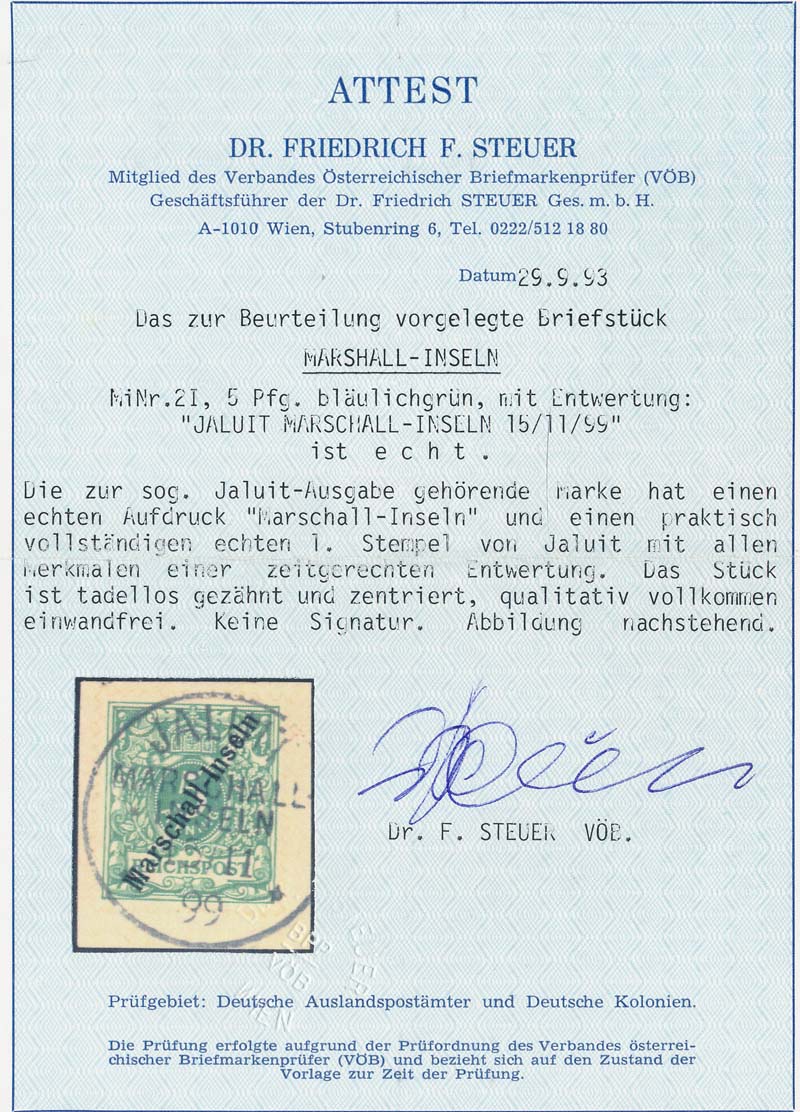 ATTEST
DR. FRIEDRICH F. STEUER
Mitglied des Verbandes Österreichischer Briefmarkenprüfer (VÖB)
Geschäftsführer der Dr. Friedrich STEUER Ges. m. b. H.
A-1010 Wien, Stubenring 6, Tel. 0222/512 18 80
Datum 29.9.93
Das zur Beurteilung vorgelegte Briefstück
MARSHALL-INSELN
MiNr.2I, 5 Pfg. bläulichgrün, mit Entwertung:
"JALUIT MARSCHALL-INSELN 15/11/99"
ist e c h t .
Die zur sog. Jaluit-Ausgabe gehörende Marke hat einen
echten Aufdruck "Marschall-Inseln" und einen praktisch
vollständigen echten 1. Stempel von Jaluit mit allen
Merkmalen einer zeitgerechten Entwertung. Das Stück
ist tadellos gezähnt und zentriert, qualitativ vollkommen
einwandfrei. Keine Signatur. Abbildung nachstehend.
Marschall-Inseln
REICHSPOST
11
99
Dr. F. STEUER VÖB.
BPP
VÖB
WIEN
Prüfgebiet: Deutsche Auslandspostämter und Deutsche Kolonien.
Die Prüfung erfolgte aufgrund der Prüfordnung des Verbandes österrei-
chischer Briefmarkenprüfer (VÖB) und bezieht sich auf den Zustand der
Vorlage zur Zeit der Prüfung.